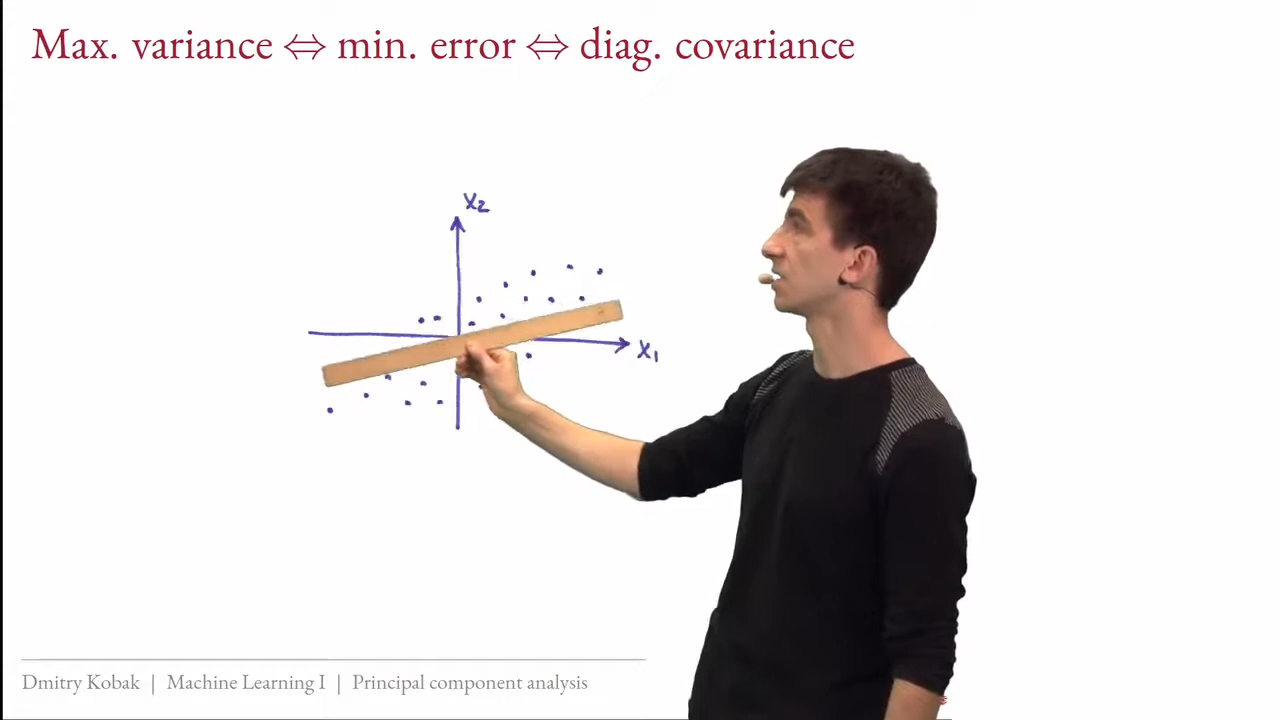 Max. variance ⇔ min. error ⇔ diag. covariance
X₂
X₁
Dmitry Kobak | Machine Learning I | Principal component analysis